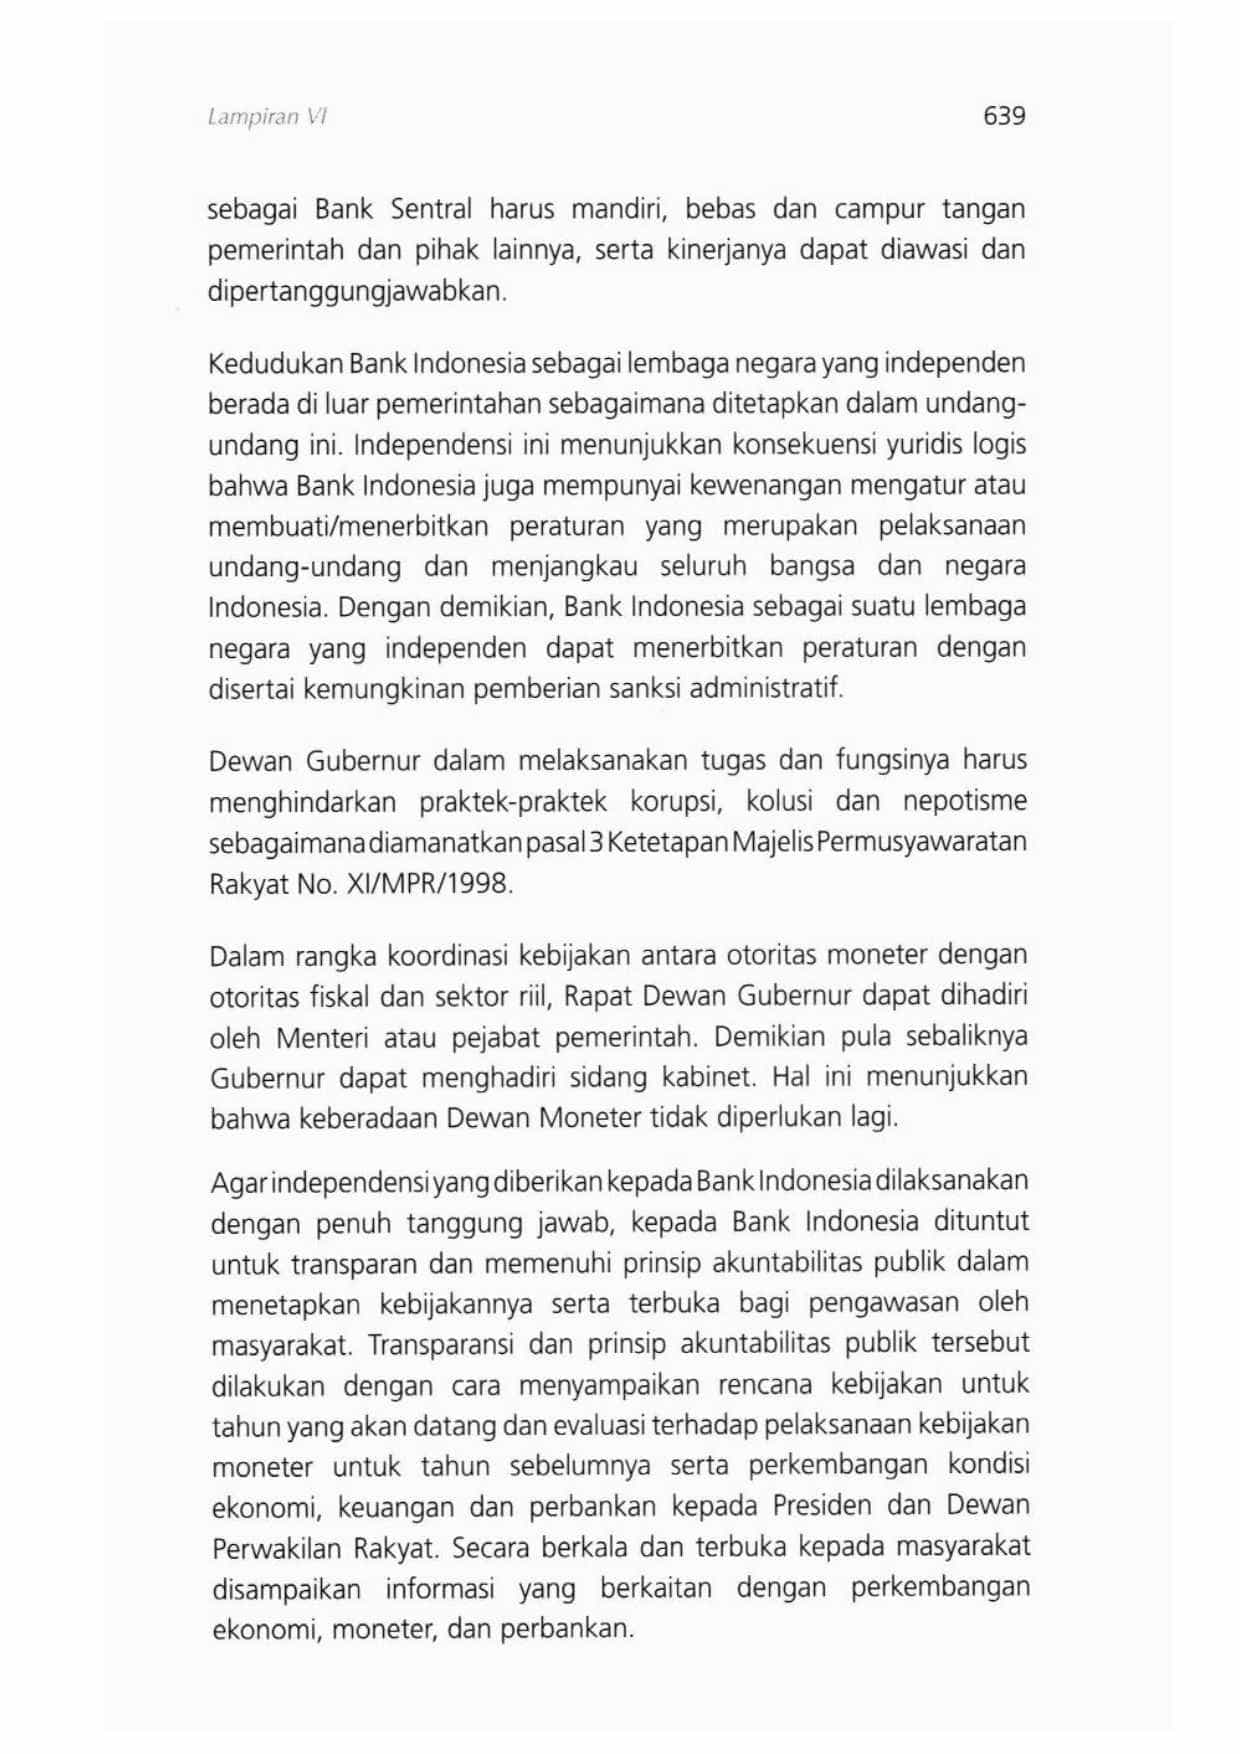 Lampiran VI
639
sebagai Bank Sentral harus mandiri, bebas dan campur tangan
pemerintah dan pihak lainnya, serta kinerjanya dapat diawasi dan
dipertanggungjawabkan.
Kedudukan Bank Indonesia sebagai lembaga negara yang independen
berada di luar pemerintahan sebagaimana ditetapkan dalam undang-
undang ini. Independensi ini menunjukkan konsekuensi yuridis logis
bahwa Bank Indonesia juga mempunyai kewenangan mengatur atau
membuati/menerbitkan peraturan yang merupakan pelaksanaan
undang-undang dan menjangkau seluruh bangsa dan negara
Indonesia. Dengan demikian, Bank Indonesia sebagai suatu lembaga
negara yang independen dapat menerbitkan peraturan dengan
disertai kemungkinan pemberian sanksi administratif.
Dewan Gubernur dalam melaksanakan tugas dan fungsinya harus
menghindarkan praktek-praktek korupsi, kolusi dan nepotisme
sebagaimana diamanatkan pasal 3 Ketetapan Majelis Permusyawaratan
Rakyat No. XI/MPR/1998.
Dalam rangka koordinasi kebijakan antara otoritas moneter dengan
otoritas fiskal dan sektor riil, Rapat Dewan Gubernur dapat dihadiri
oleh Menteri atau pejabat pemerintah. Demikian pula sebaliknya
Gubernur dapat menghadiri sidang kabinet. Hal ini menunjukkan
bahwa keberadaan Dewan Moneter tidak diperlukan lagi.
Agar independensi yang diberikan kepada Bank Indonesia dilaksanakan
dengan penuh tanggung jawab, kepada Bank Indonesia dituntut
untuk transparan dan memenuhi prinsip akuntabilitas publik dalam
menetapkan kebijakannya serta terbuka bagi pengawasan oleh
masyarakat. Transparansi dan prinsip akuntabilitas publik tersebut
dilakukan dengan cara menyampaikan rencana kebijakan untuk
tahun yang akan datang dan evaluasi terhadap pelaksanaan kebijakan
moneter untuk tahun sebelumnya serta perkembangan kondisi
ekonomi, keuangan dan perbankan kepada Presiden dan Dewan
Perwakilan Rakyat. Secara berkala dan terbuka kepada masyarakat
disampaikan informasi yang berkaitan dengan perkembangan
ekonomi, moneter, dan perbankan.